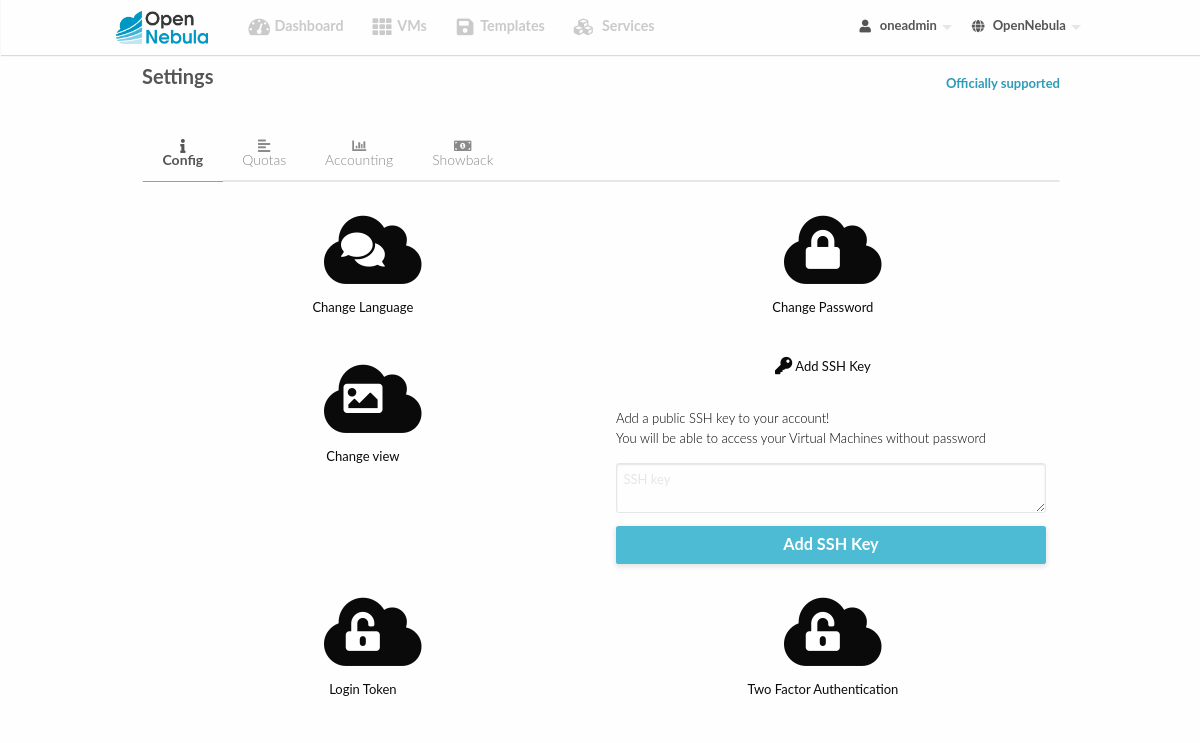 Open
Nebula
Dashboard
VMs
Templates
Services
oneadmin
OpenNebula
Settings
Officially supported
Config
Quotas
Accounting
Showback
Change Language
Change Password
Change view
Add SSH Key
Add a public SSH key to your account!
You will be able to access your Virtual Machines without password
SSH key
Add SSH Key
Login Token
Two Factor Authentication